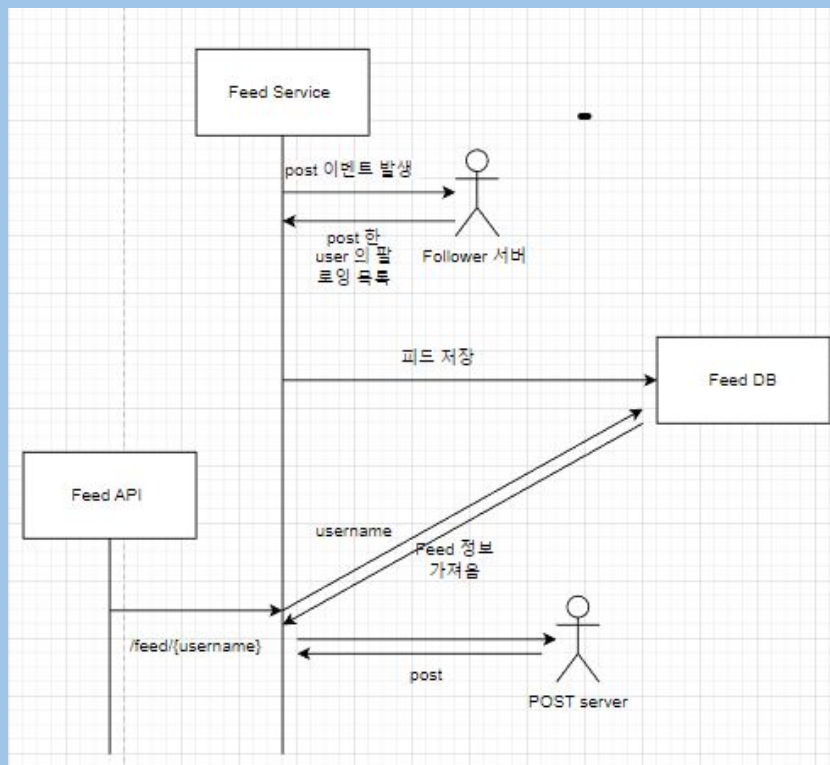 Feed Service
post 이벤트 발생
post 한
user 의 팔
로잉 목록
Follower 서버
피드 저장
Feed DB
Feed API
username
Feed 정보
가져옴
/feed/{username}
post
POST server